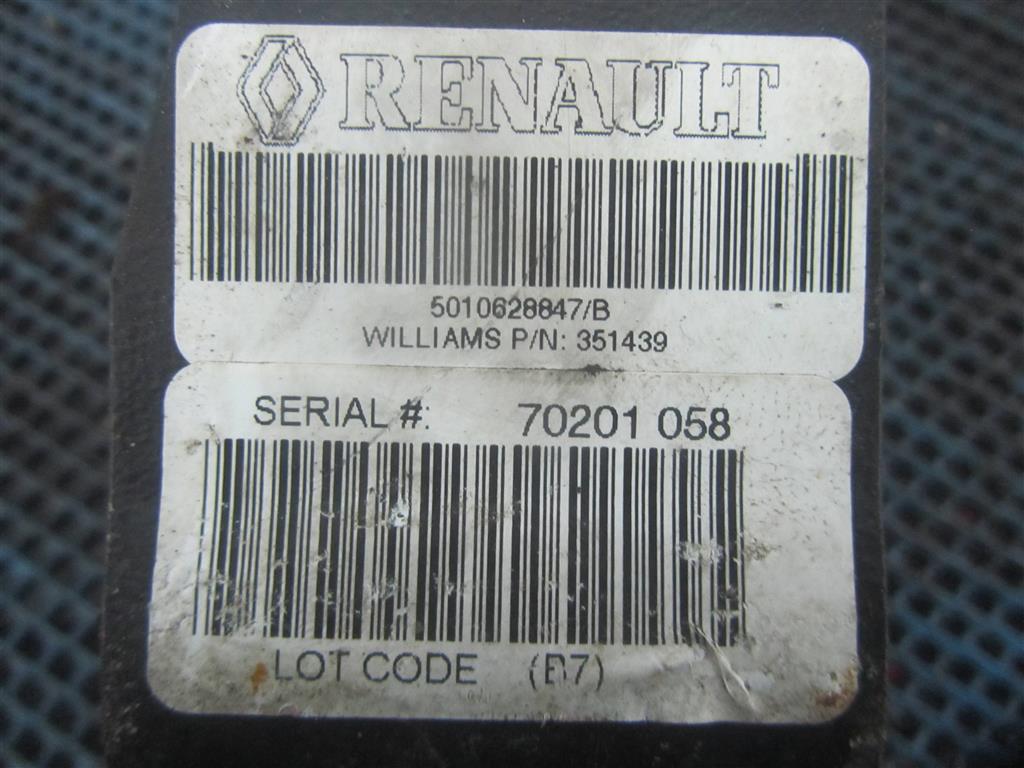 RENAULT
5010628847/B
WILLIAMS P/N: 351439
SERIAL #: 70201 058
LOT CODE (B7)